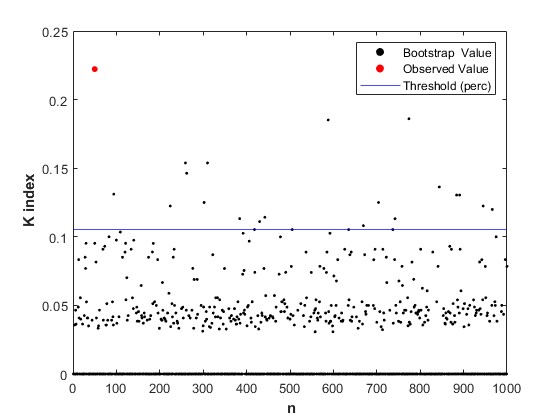 0.25
0.2
0.15
0.1
0.05
0
K index
0 100 200 300 400 500 600 700 800 900 1000
n
Bootstrap Value
Observed Value
Threshold (perc)